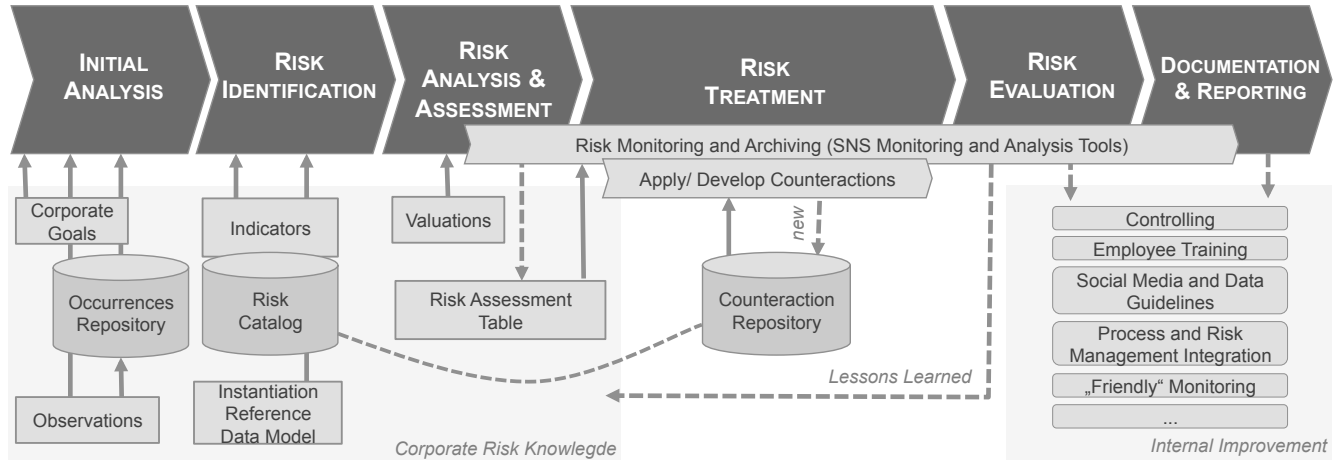 INITIAL
ANALYSIS
RISK
IDENTIFICATION
RISK
ANALYSIS &
ASSESSMENT
RISK
TREATMENT
RISK
EVALUATION
DOCUMENTATION
& REPORTING
Risk Monitoring and Archiving (SNS Monitoring and Analysis Tools)
Apply/ Develop Counteractions
Corporate
Goals
Indicators
Valuations
new
Occurrences
Repository
Risk
Catalog
Risk Assessment
Table
Counteraction
Repository
Observations
Instantiation
Reference
Data Model
Lessons Learned
Corporate Risk Knowlegde
Controlling
Employee Training
Social Media and Data
Guidelines
Process and Risk
Management Integration
„Friendly“ Monitoring
...
Internal Improvement